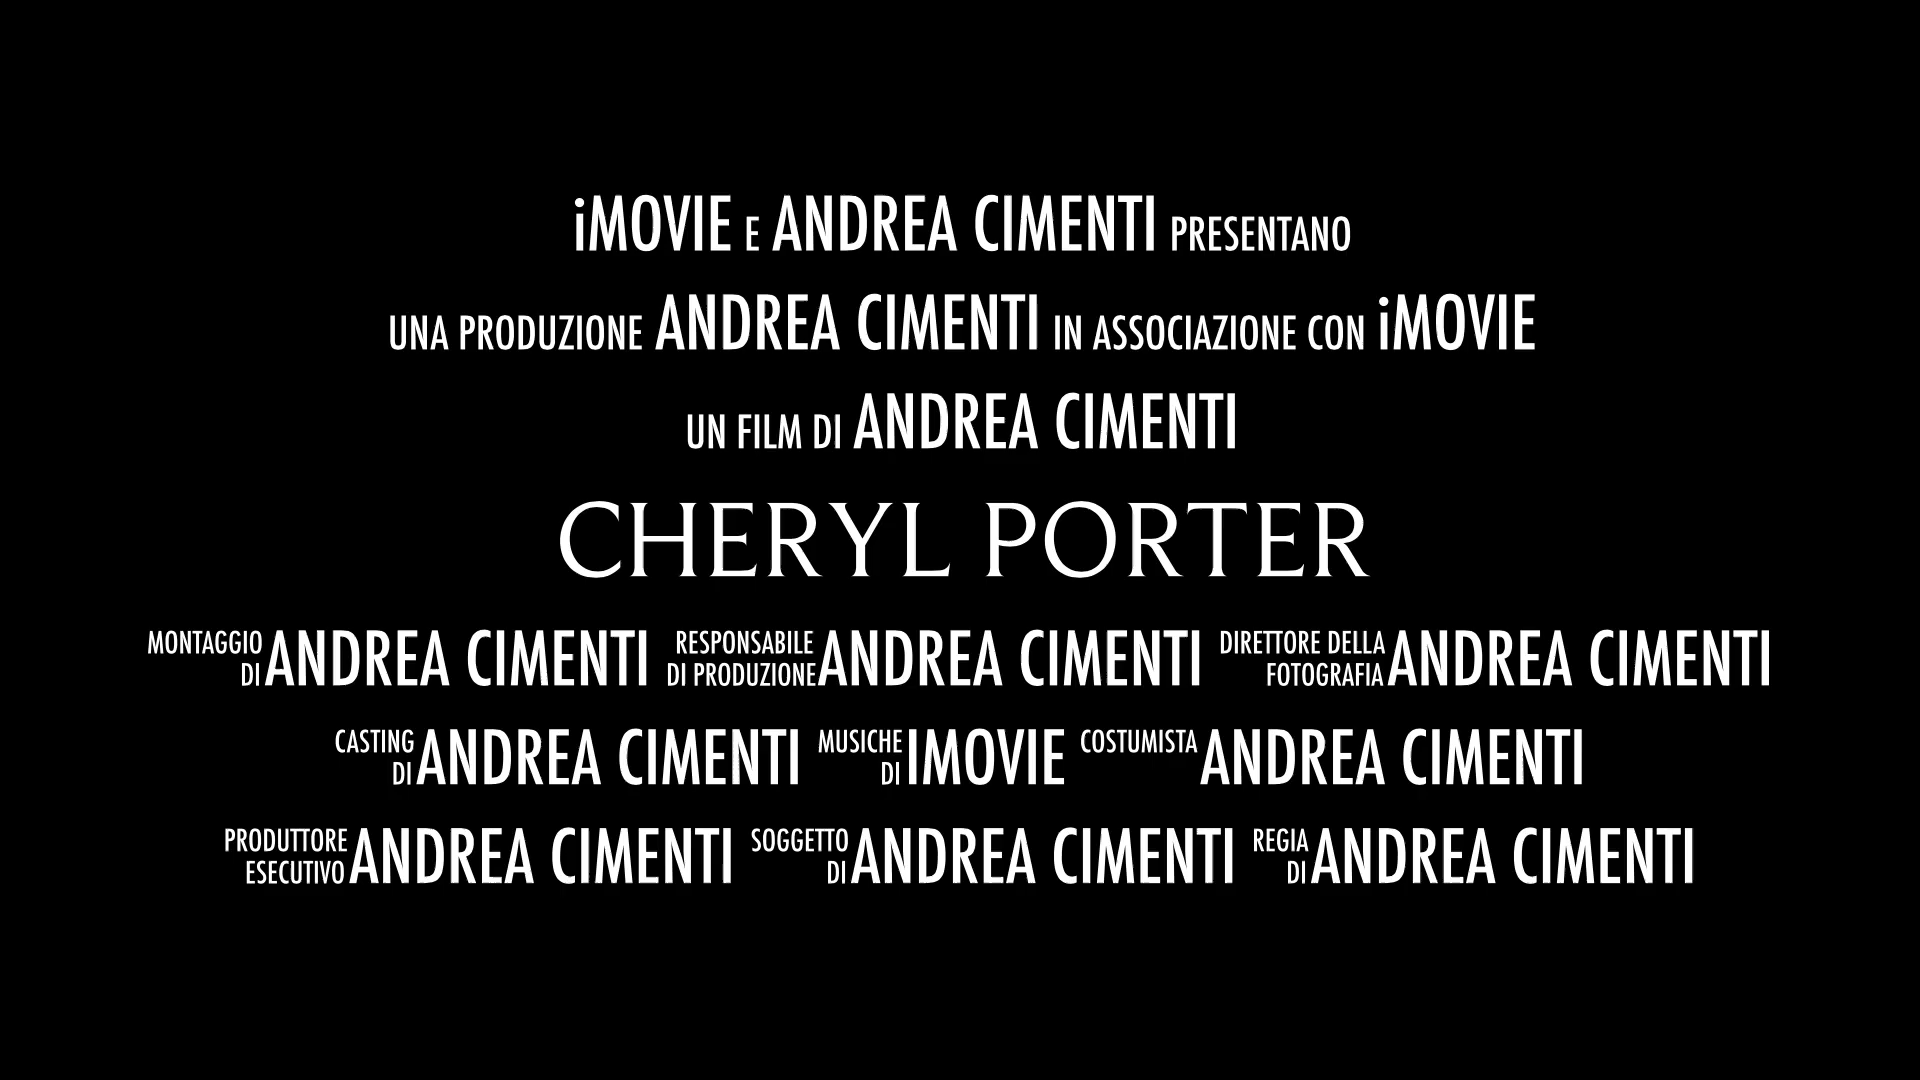 iMOVIE E ANDREA CIMENTI PRESENTANO
UNA PRODUZIONE ANDREA CIMENTI IN ASSOCIAZIONE CON iMOVIE
UN FILM DI ANDREA CIMENTI
CHERYL PORTER
MONTAGGIO DI ANDREA CIMENTI RESPONSABILE DI PRODUZIONE ANDREA CIMENTI DIRETTORE DELLA FOTOGRAFIA ANDREA CIMENTI
CASTING DI ANDREA CIMENTI MUSICHE DI IMOVIE COSTUMISTA ANDREA CIMENTI
PRODUTTORE ESECUTIVO ANDREA CIMENTI SOGGETTO DI ANDREA CIMENTI REGIA DI ANDREA CIMENTI